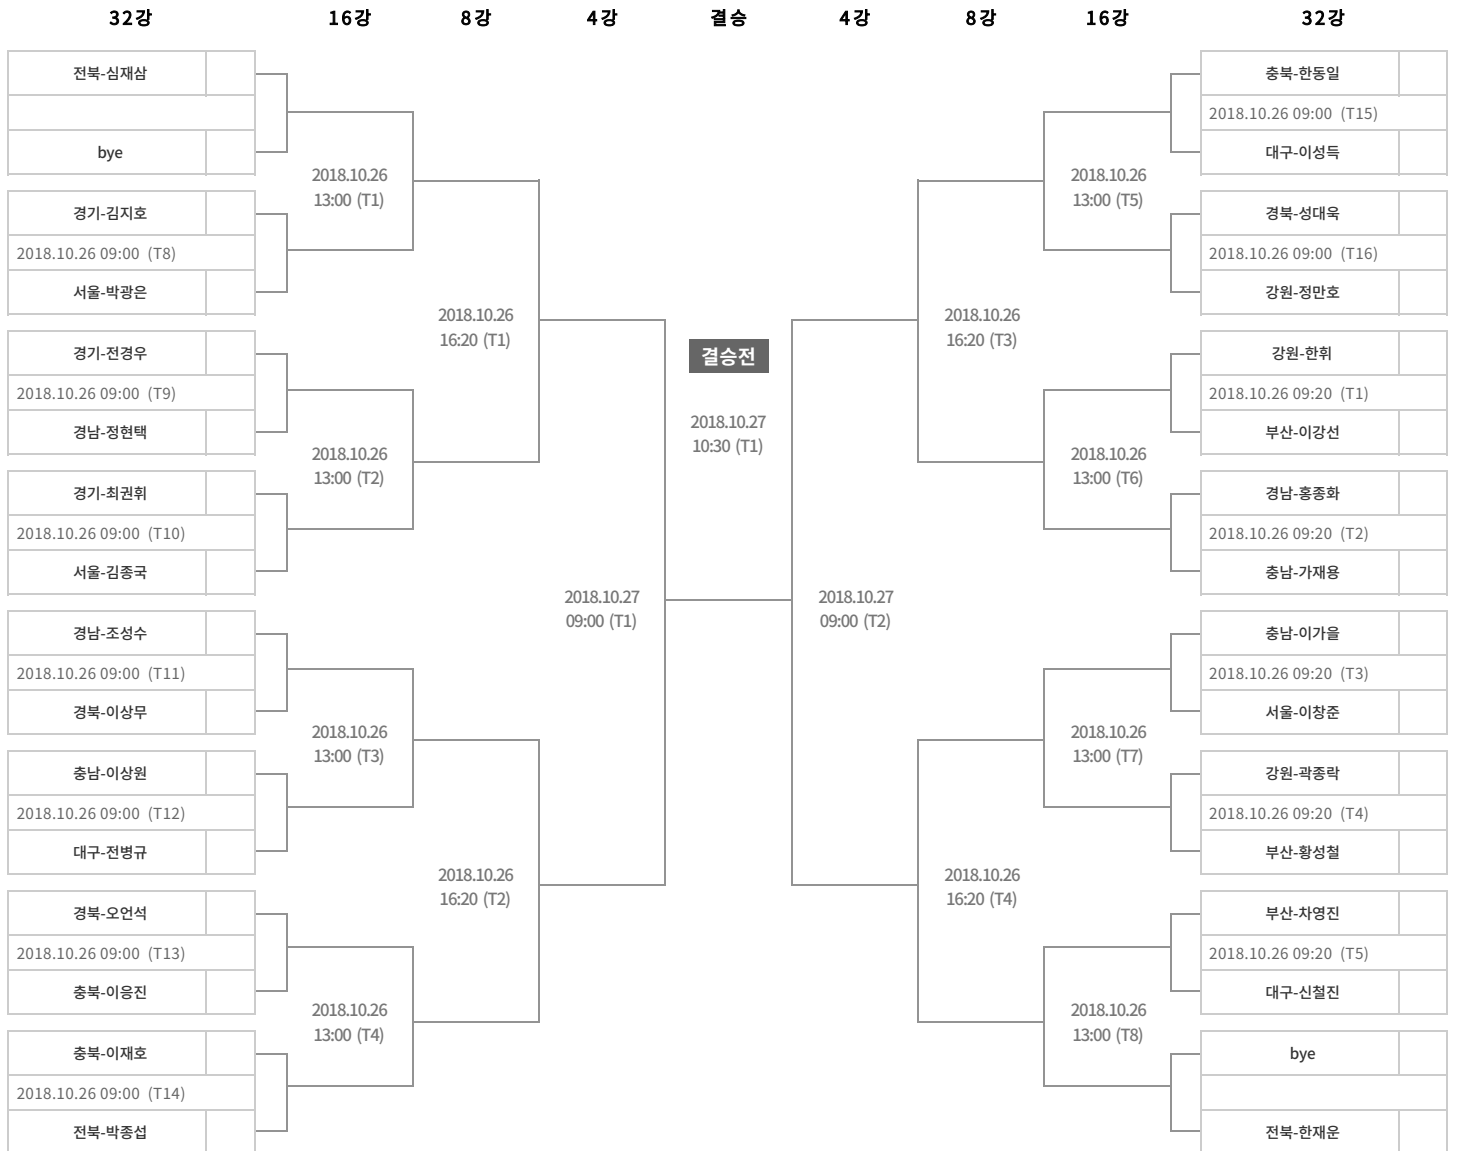 32강 16강 8강 4강 결승 4강 8강 16강 32강
전북-심재삼
bye
경기-김지호
2018.10.26 09:00 (T8)
서울-박광은
경기-전경우
2018.10.26 09:00 (T9)
경남-정현택
경기-최권휘
2018.10.26 09:00 (T10)
서울-김종국
경남-조성수
2018.10.26 09:00 (T11)
경북-이상무
충남-이상원
2018.10.26 09:00 (T12)
대구-전병규
경북-오언석
2018.10.26 09:00 (T13)
충북-이응진
충북-이재호
2018.10.26 09:00 (T14)
전북-박종섭
2018.10.26
13:00 (T1)
2018.10.26
13:00 (T2)
2018.10.26
13:00 (T3)
2018.10.26
13:00 (T4)
2018.10.26
16:20 (T1)
2018.10.26
16:20 (T2)
2018.10.27
09:00 (T1)
결승전
2018.10.27
10:30 (T1)
2018.10.27
09:00 (T2)
2018.10.26
16:20 (T3)
2018.10.26
16:20 (T4)
2018.10.26
13:00 (T5)
2018.10.26
13:00 (T6)
2018.10.26
13:00 (T7)
2018.10.26
13:00 (T8)
충북-한동일
2018.10.26 09:00 (T15)
대구-이성득
경북-성대욱
2018.10.26 09:00 (T16)
강원-정만호
강원-한휘
2018.10.26 09:20 (T1)
부산-이강선
경남-홍종화
2018.10.26 09:20 (T2)
충남-가재용
충남-이가을
2018.10.26 09:20 (T3)
서울-이창준
강원-곽종락
2018.10.26 09:20 (T4)
부산-황성철
부산-차영진
2018.10.26 09:20 (T5)
대구-신철진
bye
전북-한재운